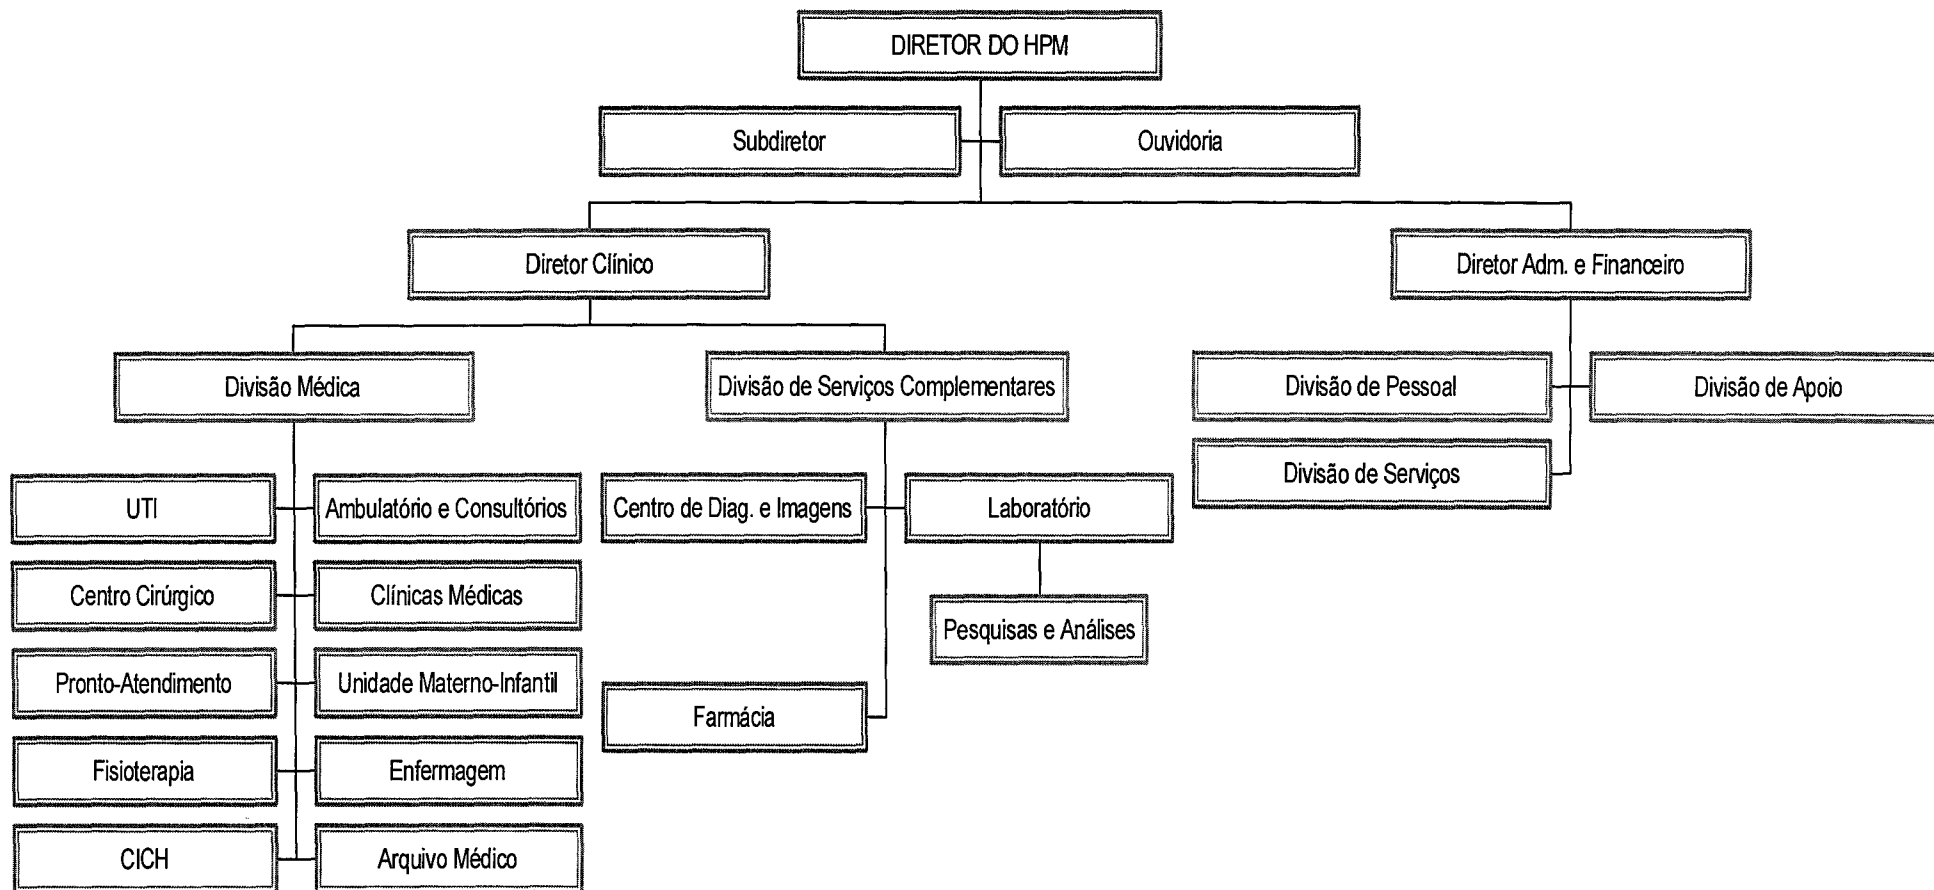 DIRETOR DO HPM
Subdiretor
Ouvidoria
Diretor Clínico
Diretor Adm. e Financeiro
Divisão Médica
Divisão de Serviços Complementares
Divisão de Pessoal
Divisão de Apoio
Divisão de Serviços
UTI
Ambulatório e Consultórios
Centro de Diag. e Imagens
Laboratório
Centro Cirúrgico
Clínicas Médicas
Pesquisas e Análises
Pronto-Atendimento
Unidade Materno-Infantil
Farmácia
Fisioterapia
Enfermagem
CICH
Arquivo Médico